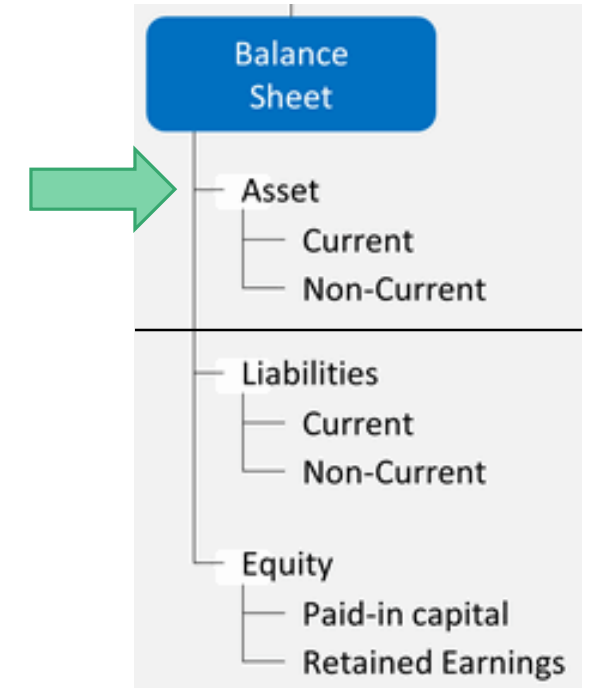 Balance
Sheet
Asset
Current
Non-Current
Liabilities
Current
Non-Current
Equity
Paid-in capital
Retained Earnings